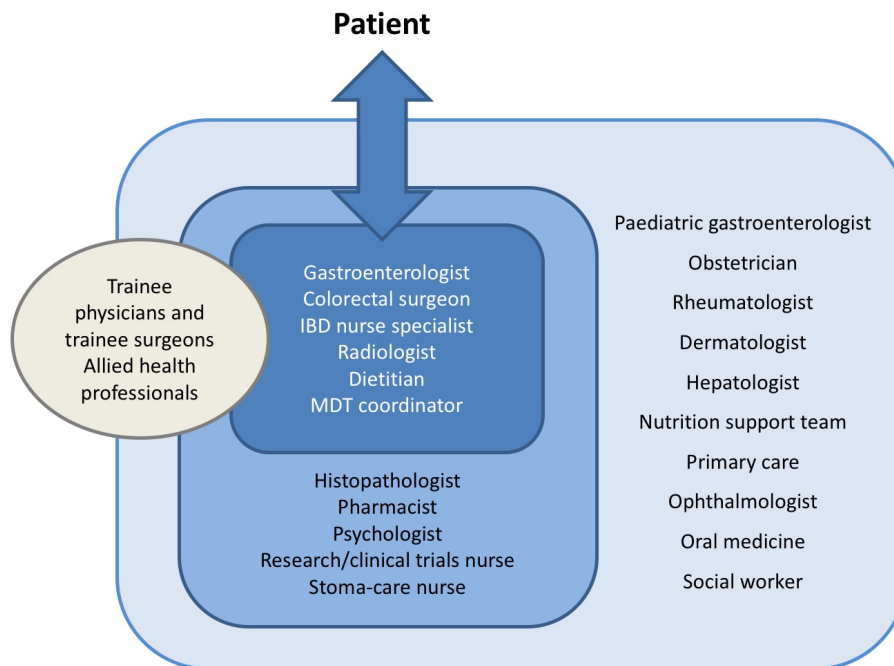 Patient
Trainee
physicians and
trainee surgeons
Allied health
professionals
Gastroenterologist
Colorectal surgeon
IBD nurse specialist
Radiologist
Dietitian
MDT coordinator
Histopathologist
Pharmacist
Psychologist
Research/clinical trials nurse
Stoma-care nurse
Paediatric gastroenterologist
Obstetrician
Rheumatologist
Dermatologist
Hepatologist
Nutrition support team
Primary care
Ophthalmologist
Oral medicine
Social worker